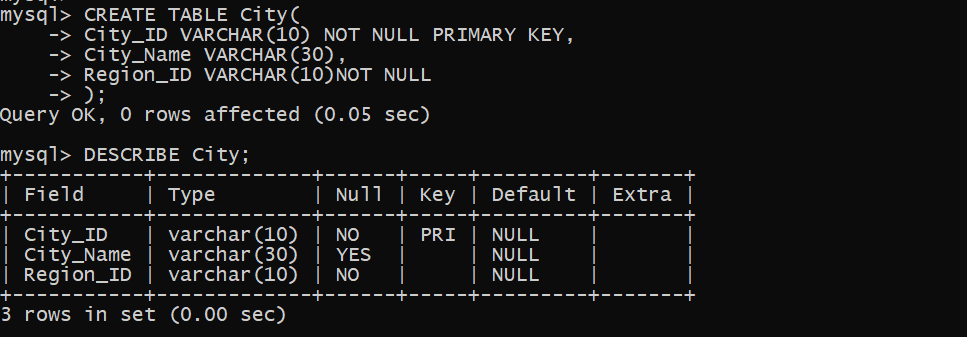 mysql> CREATE TABLE City(
    -> City_ID VARCHAR(10) NOT NULL PRIMARY KEY,
    -> City_Name VARCHAR(30),
    -> Region_ID VARCHAR(10)NOT NULL
    -> );
Query OK, 0 rows affected (0.05 sec)

mysql> DESCRIBE City;
+-----------+-------------+------+-----+---------+-------+
| Field     | Type        | Null | Key | Default | Extra |
+-----------+-------------+------+-----+---------+-------+
| City_ID   | varchar(10) | NO   | PRI | NULL    |       |
| City_Name | varchar(30) | YES  |     | NULL    |       |
| Region_ID | varchar(10) | NO   |     | NULL    |       |
+-----------+-------------+------+-----+---------+-------+
3 rows in set (0.00 sec)